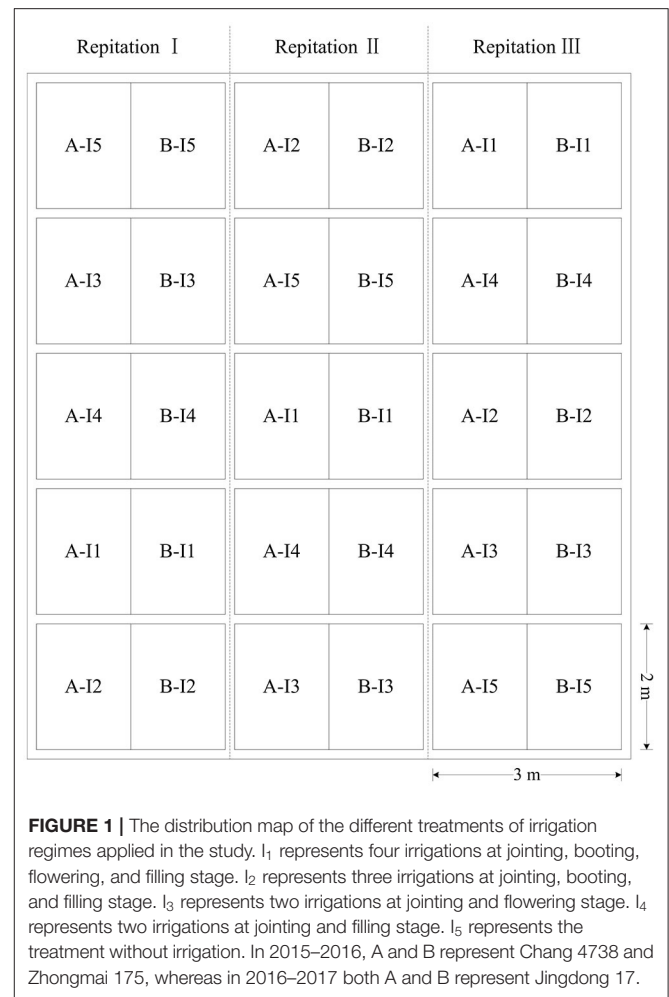 Repitation Ⅰ Repitation Ⅱ Repitation Ⅲ
A-I5 B-I5 A-I2 B-I2 A-I1 B-I1
A-I3 B-I3 A-I5 B-I5 A-I4 B-I4
A-I4 B-I4 A-I1 B-I1 A-I2 B-I2
A-I1 B-I1 A-I4 B-I4 A-I3 B-I3
A-I2 B-I2 A-I3 B-I3 A-I5 B-I5
2 m
3 m
FIGURE 1 | The distribution map of the different treatments of irrigation
regimes applied in the study. I₁ represents four irrigations at jointing, booting,
flowering, and filling stage. I₂ represents three irrigations at jointing, booting,
and filling stage. I₃ represents two irrigations at jointing and flowering stage. I₄
represents two irrigations at jointing and filling stage. I₅ represents the
treatment without irrigation. In 2015–2016, A and B represent Chang 4738 and
Zhongmai 175, whereas in 2016–2017 both A and B represent Jingdong 17.